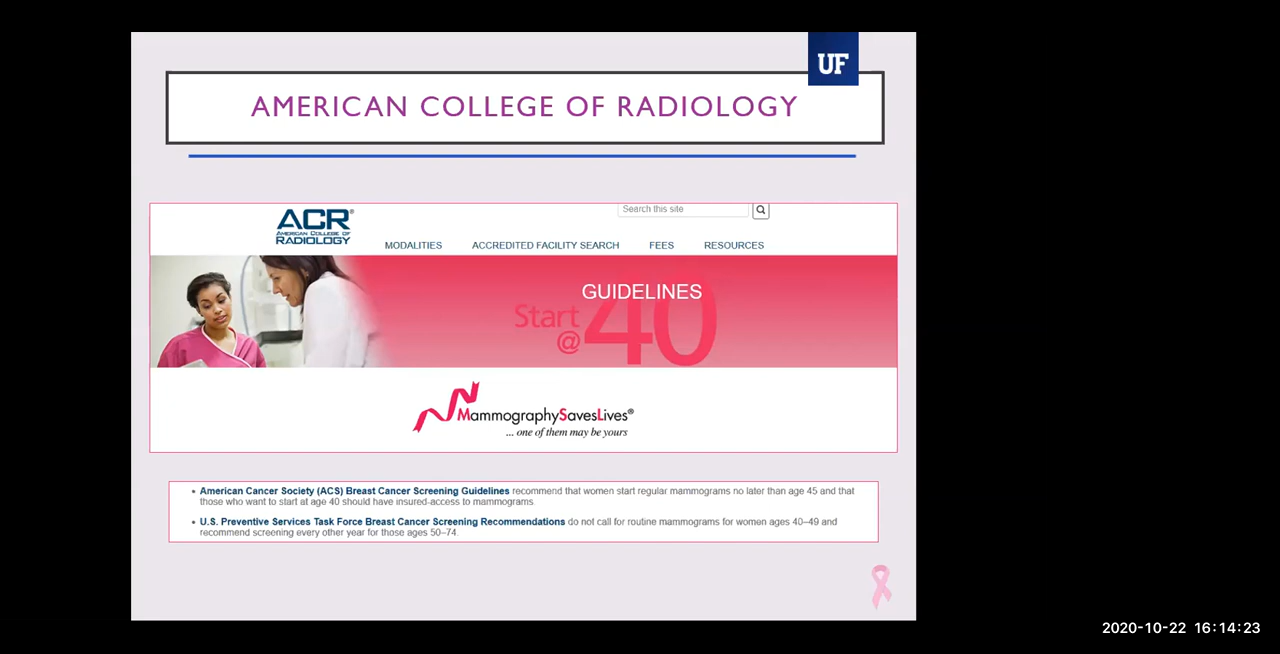 UF
AMERICAN COLLEGE OF RADIOLOGY
ACR®
AMERICAN COLLEGE OF
RADIOLOGY
Search this site
MODALITIES ACCREDITED FACILITY SEARCH FEES RESOURCES
GUIDELINES
Start
@ 40
MammographySavesLives®
... one of them may be yours
• American Cancer Society (ACS) Breast Cancer Screening Guidelines recommend that women start regular mammograms no later than age 45 and that
those who want to start at age 40 should have insured-access to mammograms.
• U.S. Preventive Services Task Force Breast Cancer Screening Recommendations do not call for routine mammograms for women ages 40–49 and
recommend screening every other year for those ages 50–74.
2020-10-22 16:14:23